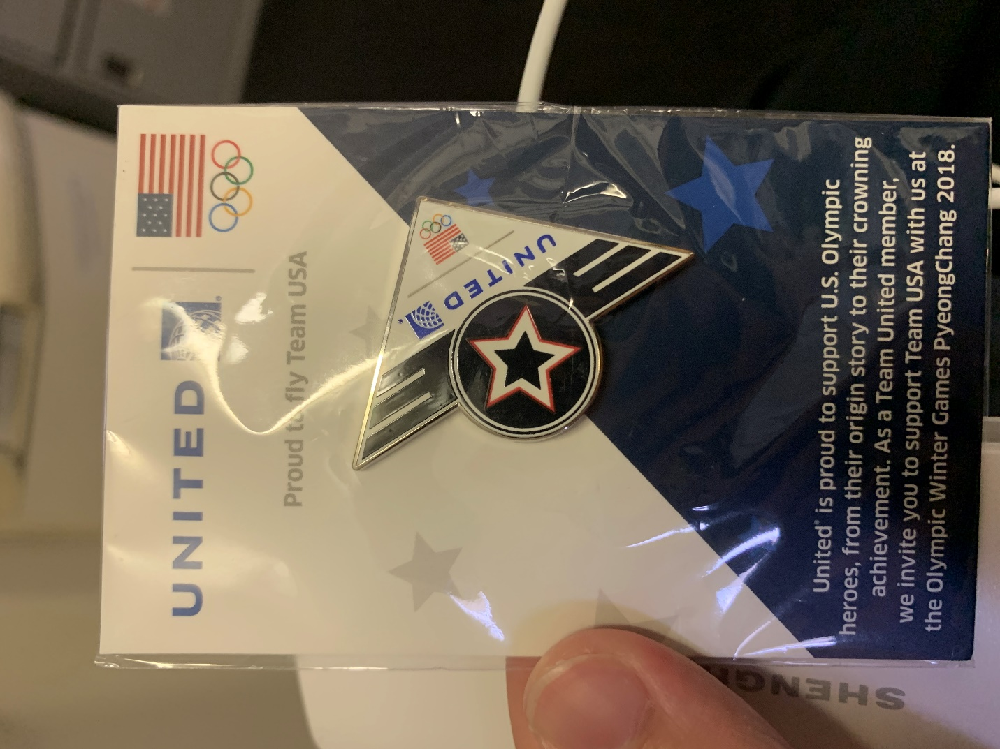 UNITED
Proud to fly Team USA
UNITED
United® is proud to support U.S. Olympic
heroes, from their origin story to their crowning
achievement. As a Team United member,
we invite you to support Team USA with us at
the Olympic Winter Games PyeongChang 2018.